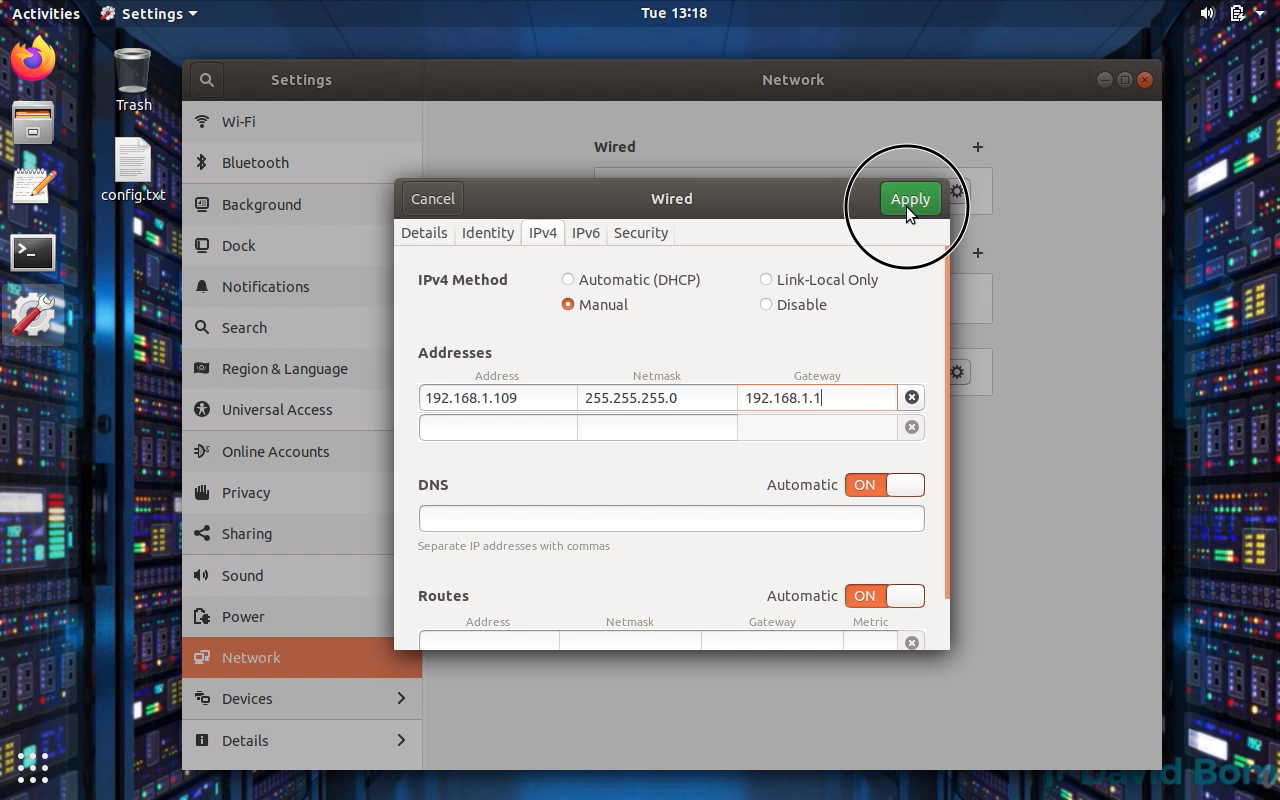 Activities Settings Tue 13:18
Trash
config.txt
Settings Network
Wi-Fi
Bluetooth
Background
Dock
Notifications
Search
Region & Language
Universal Access
Online Accounts
Privacy
Sharing
Sound
Power
Network
Devices
Details
Wired
Cancel Wired Apply
Details Identity IPv4 IPv6 Security
IPv4 Method Automatic (DHCP) Link-Local Only
Manual Disable
Addresses
Address Netmask Gateway
192.168.1.109 255.255.255.0 192.168.1.1
DNS Automatic ON
Separate IP addresses with commas
Routes Automatic ON
Address Netmask Gateway Metric
David Bom